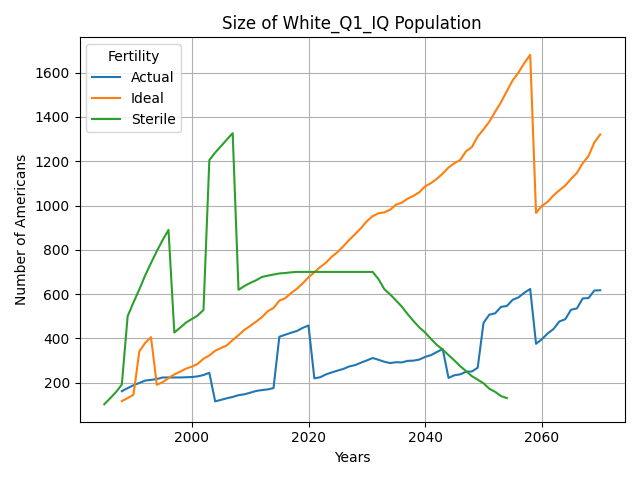 Size of White_Q1_IQ Population
Fertility
Actual
Ideal
Sterile
Number of Americans
1600
1400
1200
1000
800
600
400
200
2000
2020
2040
2060
Years